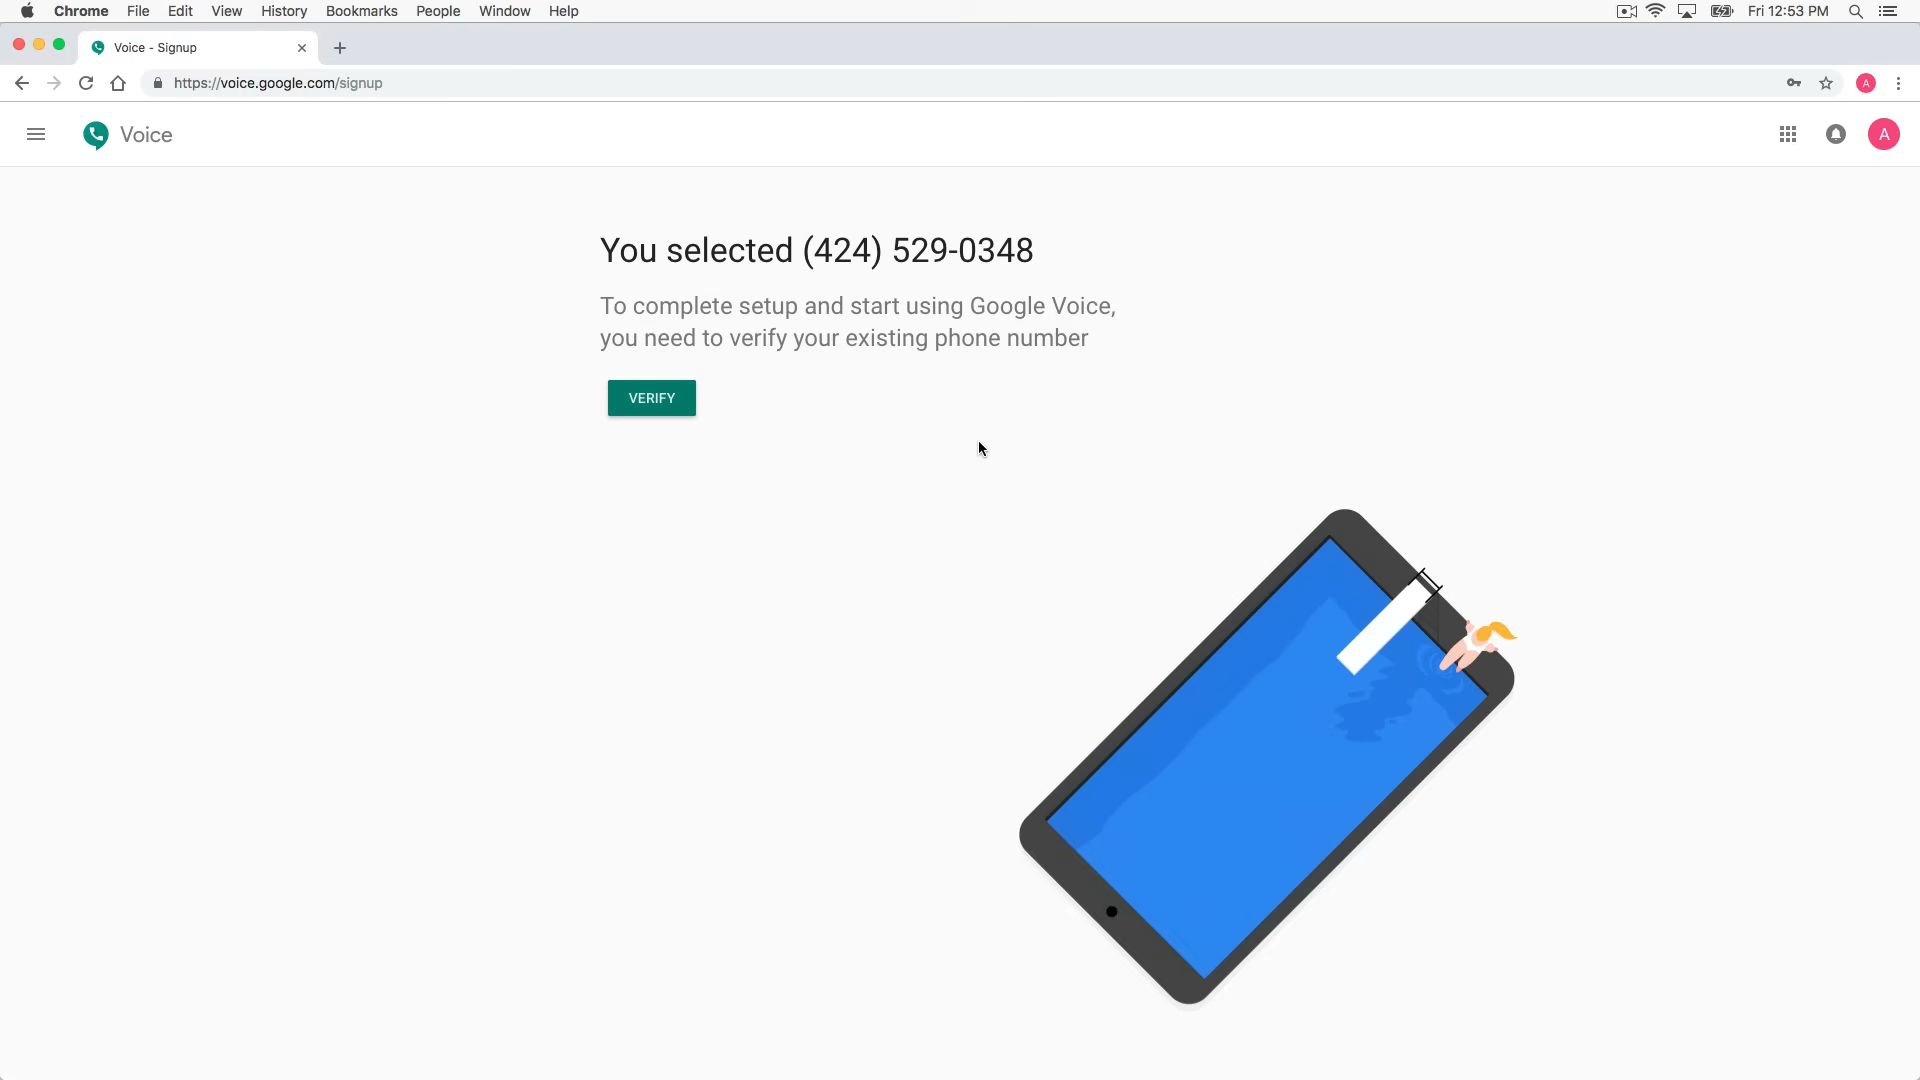 Chrome File Edit View History Bookmarks People Window Help Fri 12:53 PM
Voice - Signup
https://voice.google.com/signup A
Voice A
You selected (424) 529-0348
To complete setup and start using Google Voice,
you need to verify your existing phone number
VERIFY